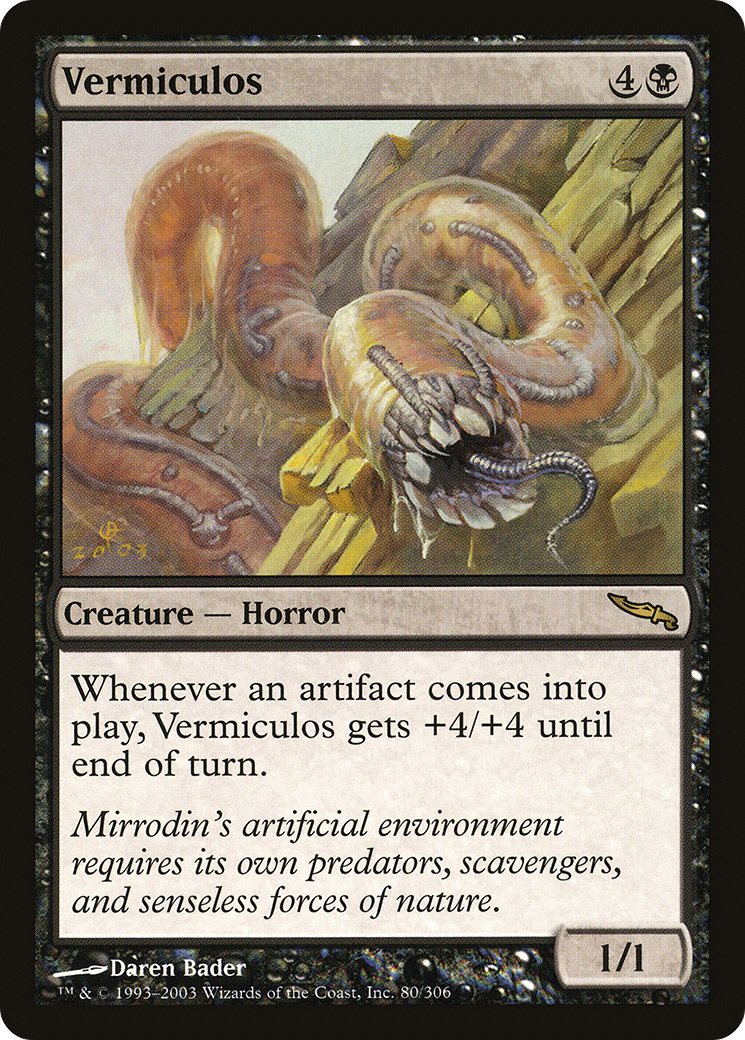 Vermiculos 4
2003
Creature — Horror
Whenever an artifact comes into
play, Vermiculos gets +4/+4 until
end of turn.
Mirrodin's artificial environment
requires its own predators, scavengers,
and senseless forces of nature.
1/1
Daren Bader
™ & © 1993–2003 Wizards of the Coast, Inc. 80/306